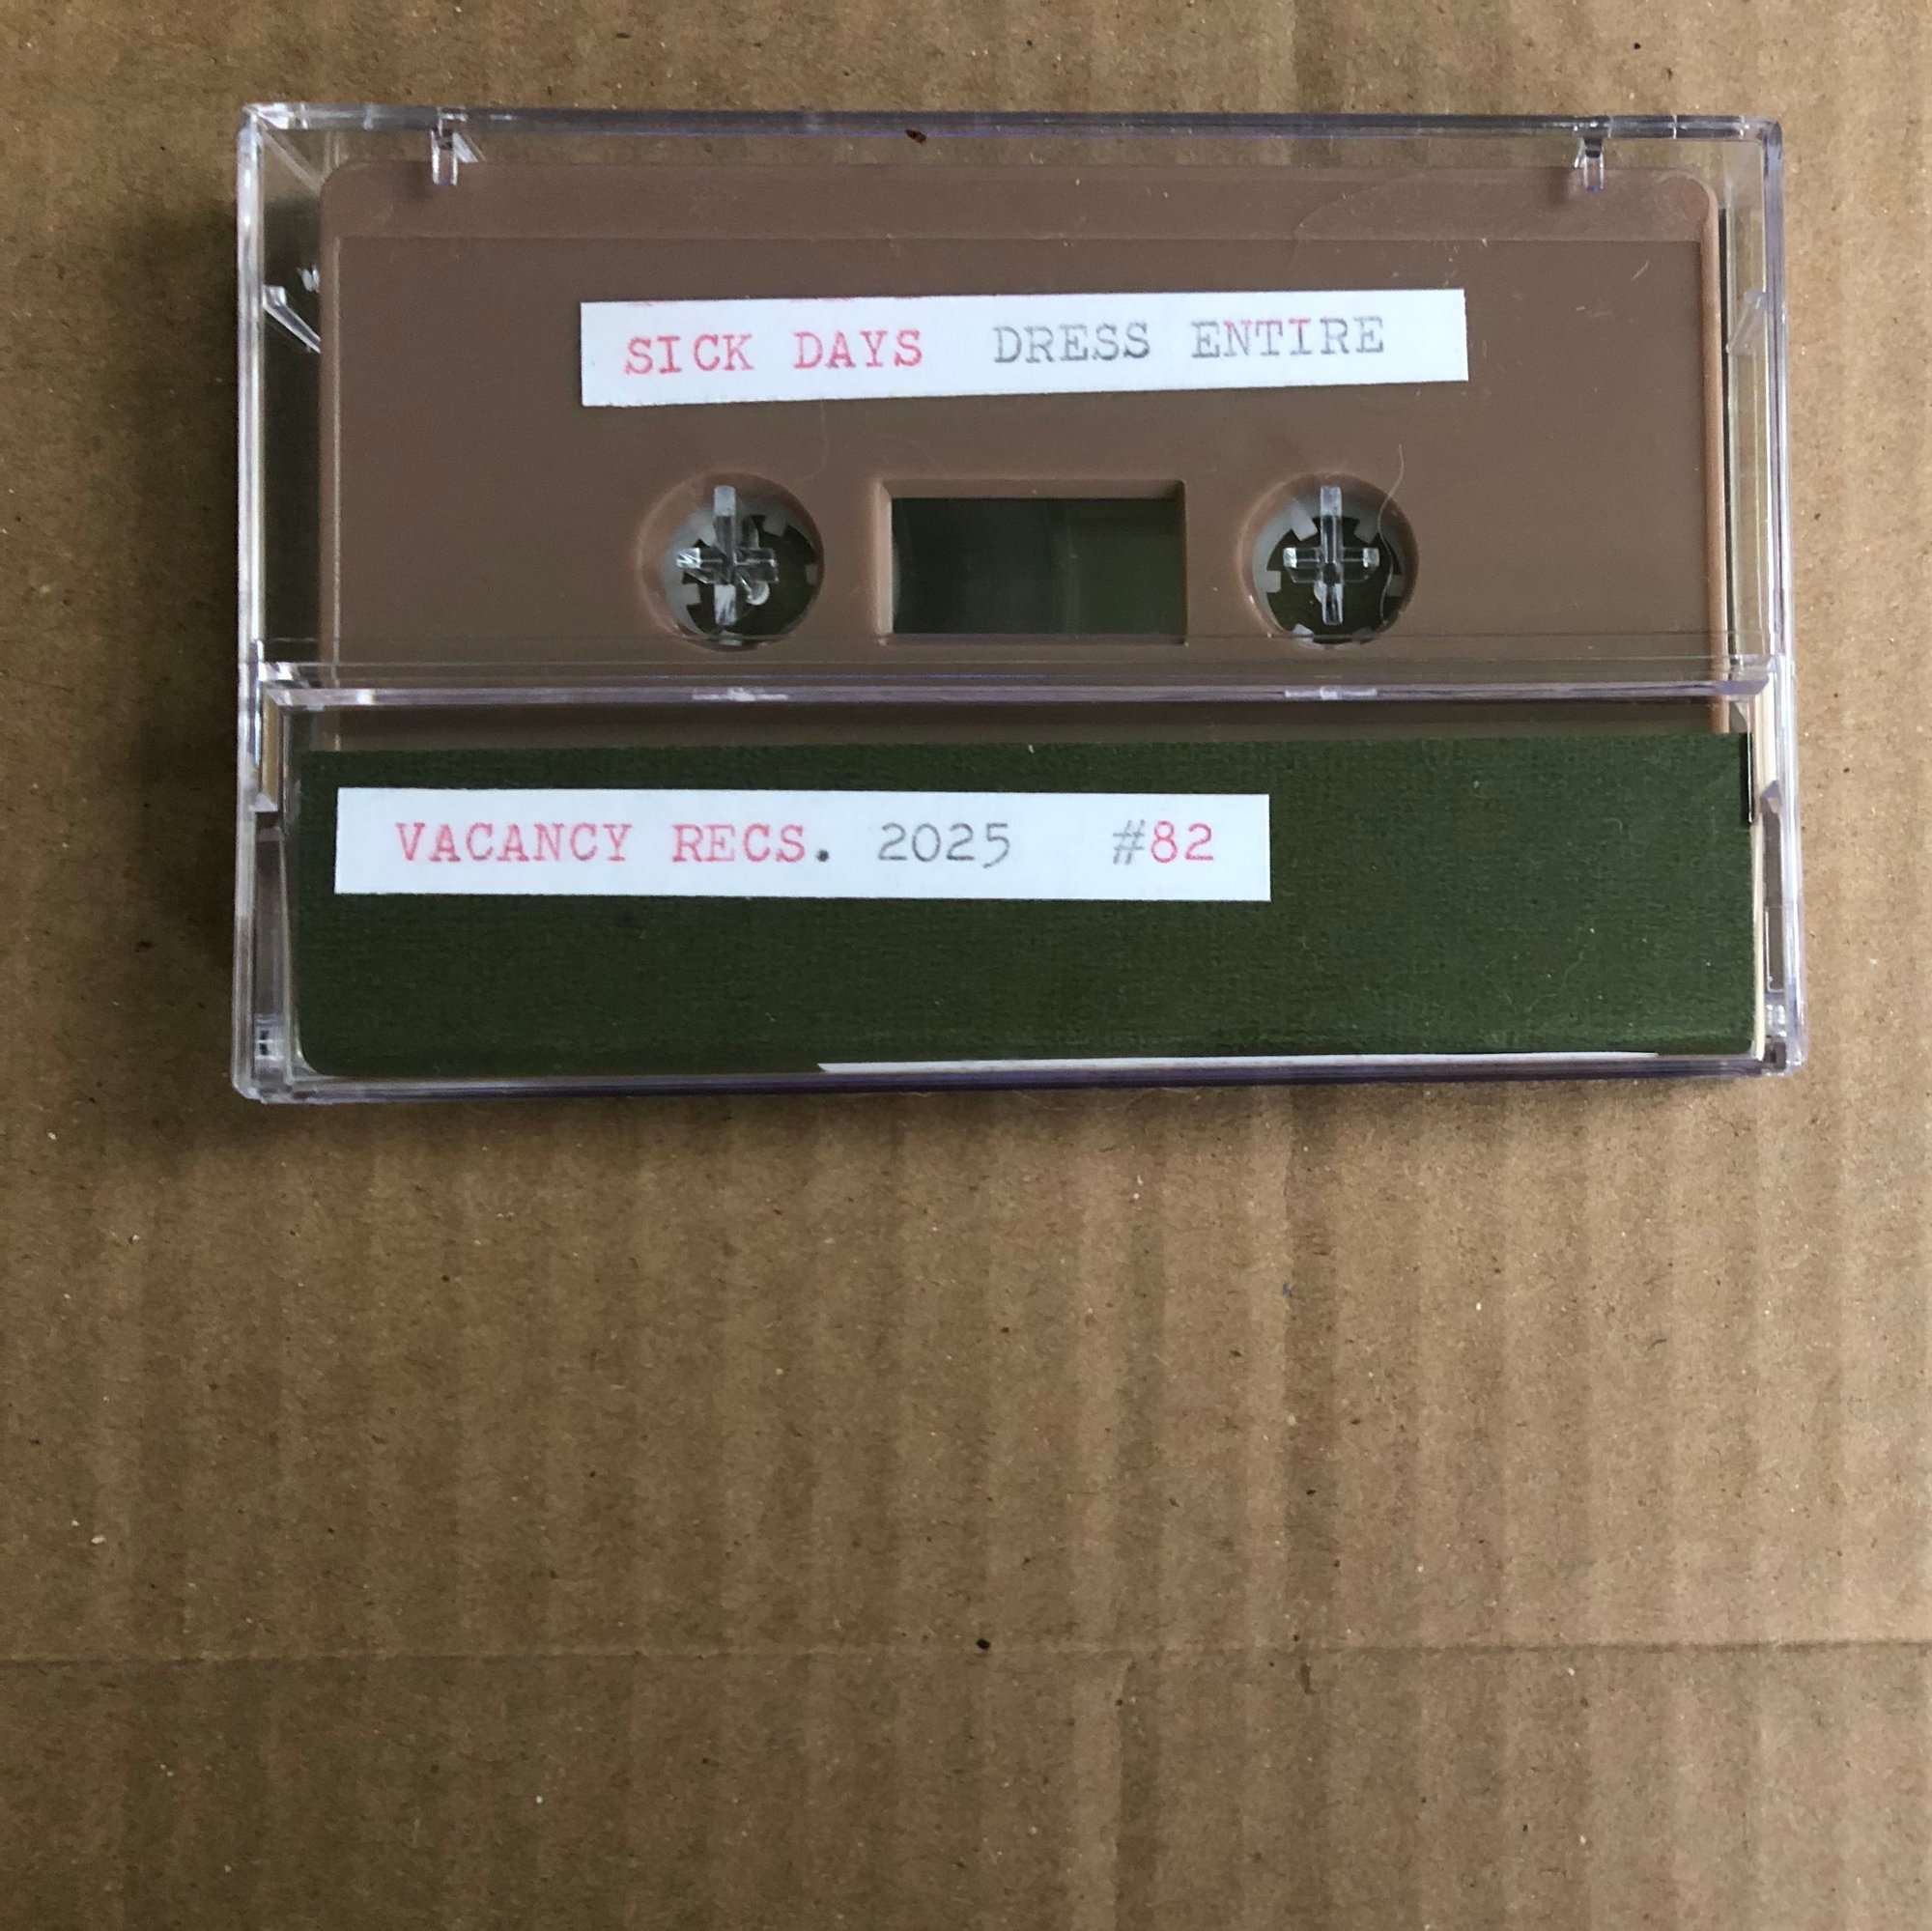 SICK DAYS DRESS ENTIRE
VACANCY RECS. 2025 #82